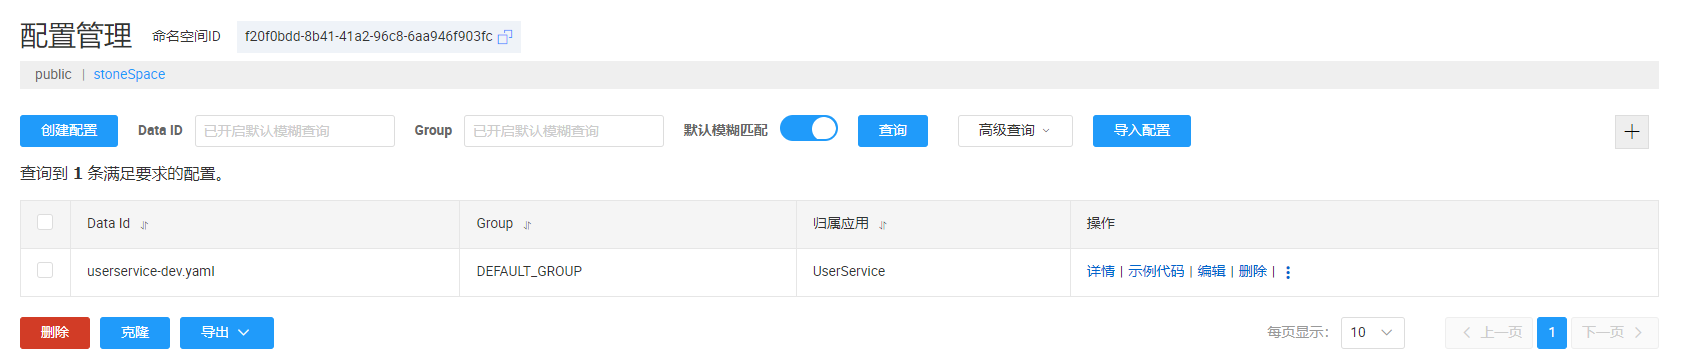 配置管理 命名空间ID f20f0bdd-8b41-41a2-96c8-6aa946f903fc
public | stoneSpace
创建配置 Data ID 已开启默认模糊查询 Group 已开启默认模糊查询 默认模糊匹配 查询 高级查询 导入配置
查询到 1 条满足要求的配置。
Data Id Group 归属应用 操作
userservice-dev.yaml DEFAULT_GROUP UserService 详情 | 示例代码 | 编辑 | 删除 |
删除 克隆 导出 每页显示: 10 上一页 1 下一页